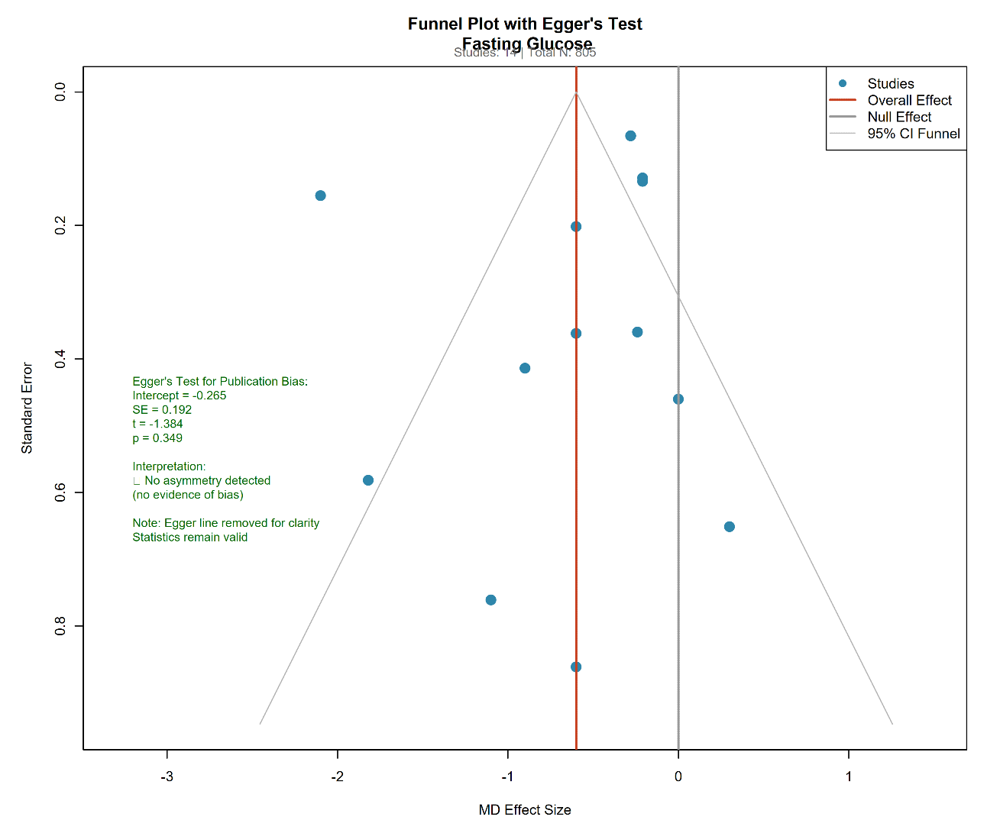 Funnel Plot with Egger's Test
Fasting Glucose
Studies: 14 | Total N: 805
Studies
Overall Effect
Null Effect
95% CI Funnel
0.0
0.2
0.4
0.6
0.8
Standard Error
Egger's Test for Publication Bias:
Intercept = -0.265
SE = 0.192
t = -1.384
p = 0.349
Interpretation:
∟ No asymmetry detected
(no evidence of bias)
Note: Egger line removed for clarity
Statistics remain valid
-3
-2
-1
0
1
MD Effect Size